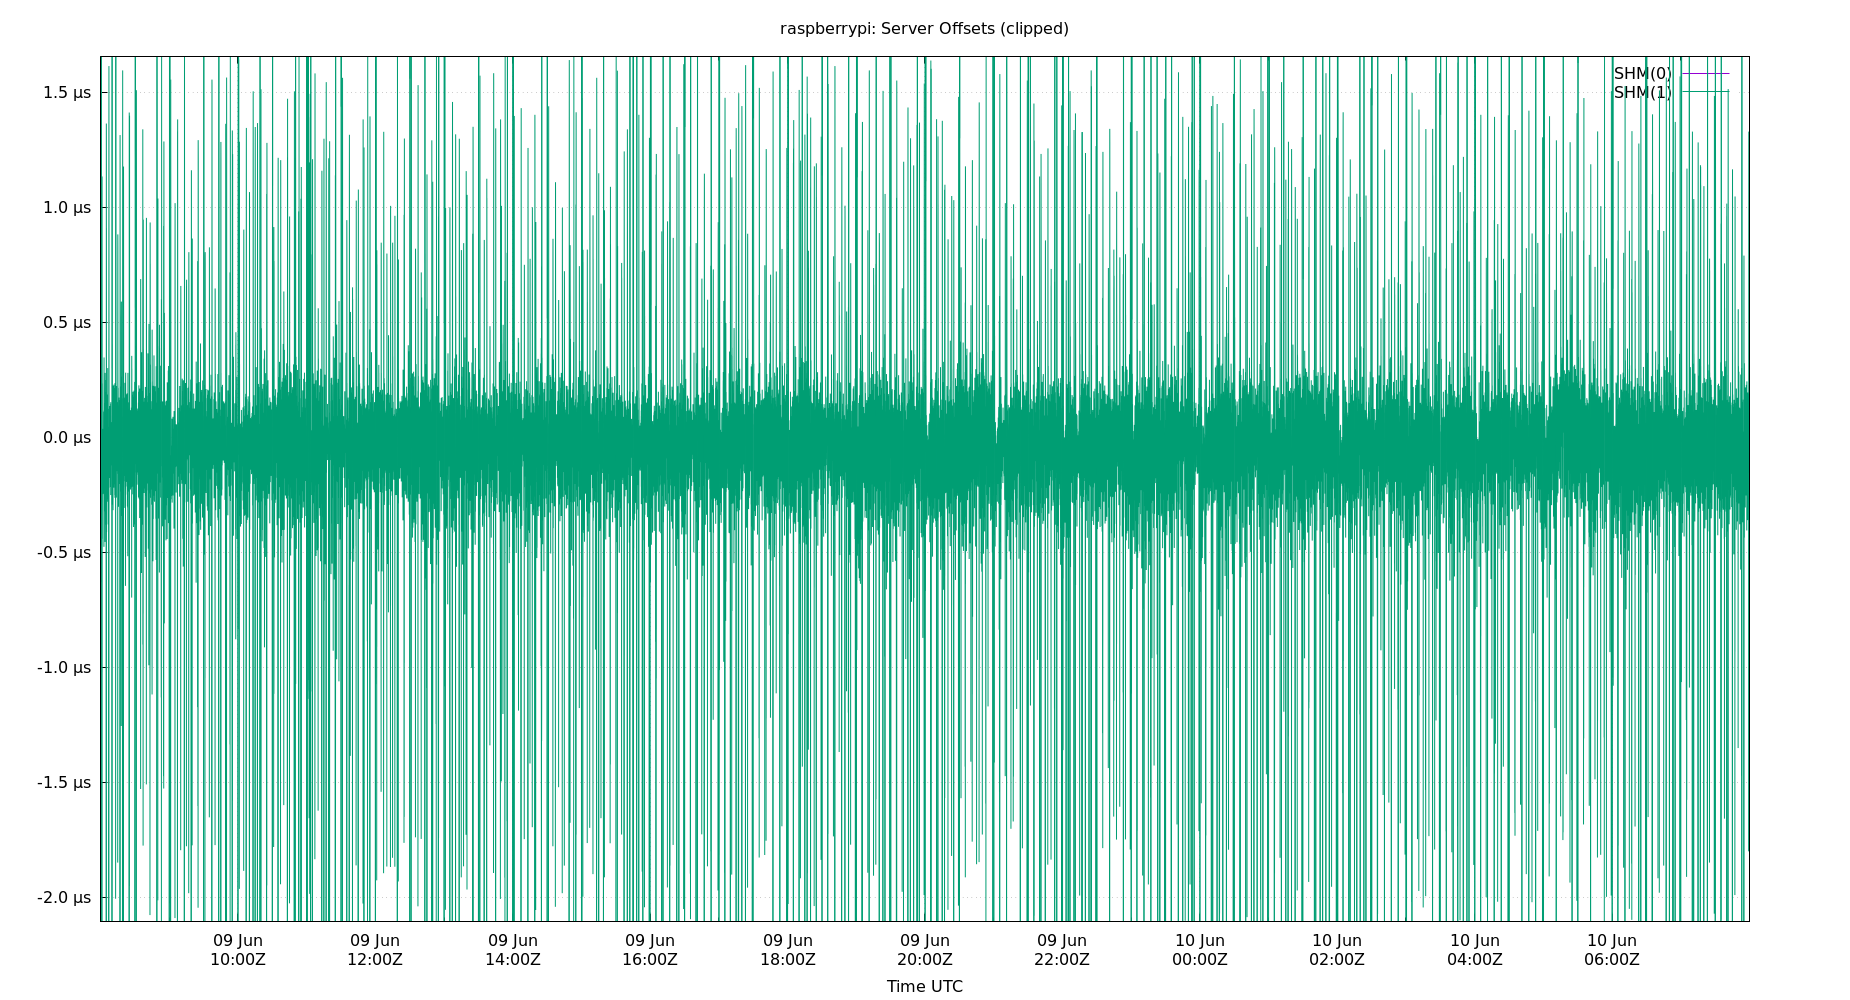 raspberrypi: Server Offsets (clipped)
SHM(0)
SHM(1)
1.5 µs
1.0 µs
0.5 µs
0.0 µs
-0.5 µs
-1.0 µs
-1.5 µs
-2.0 µs
09 Jun 09 Jun 09 Jun 09 Jun 09 Jun 09 Jun 09 Jun 10 Jun 10 Jun 10 Jun 10 Jun
10:00Z 12:00Z 14:00Z 16:00Z 18:00Z 20:00Z 22:00Z 00:00Z 02:00Z 04:00Z 06:00Z
Time UTC